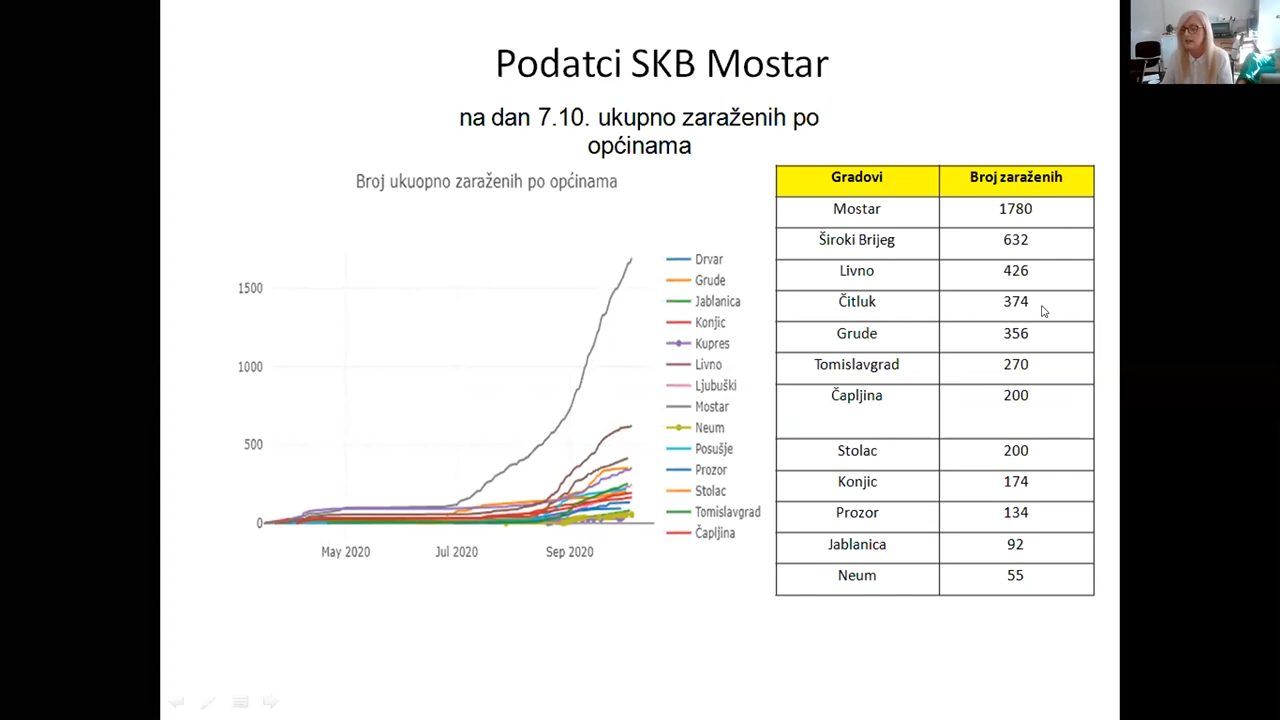 Podatci SKB Mostar
na dan 7.10. ukupno zaraženih po
općinama
Broj ukuopno zaraženih po općinama
1500
1000
500
0
May 2020
Jul 2020
Sep 2020
Drvar
Grude
Jablanica
Konjic
Kupres
Livno
Ljubuški
Mostar
Neum
Posušje
Prozor
Stolac
Tomislavgrad
Čapljina
Gradovi Broj zaraženih
Mostar 1780
Široki Brijeg 632
Livno 426
Čitluk 374
Grude 356
Tomislavgrad 270
Čapljina 200
Stolac 200
Konjic 174
Prozor 134
Jablanica 92
Neum 55